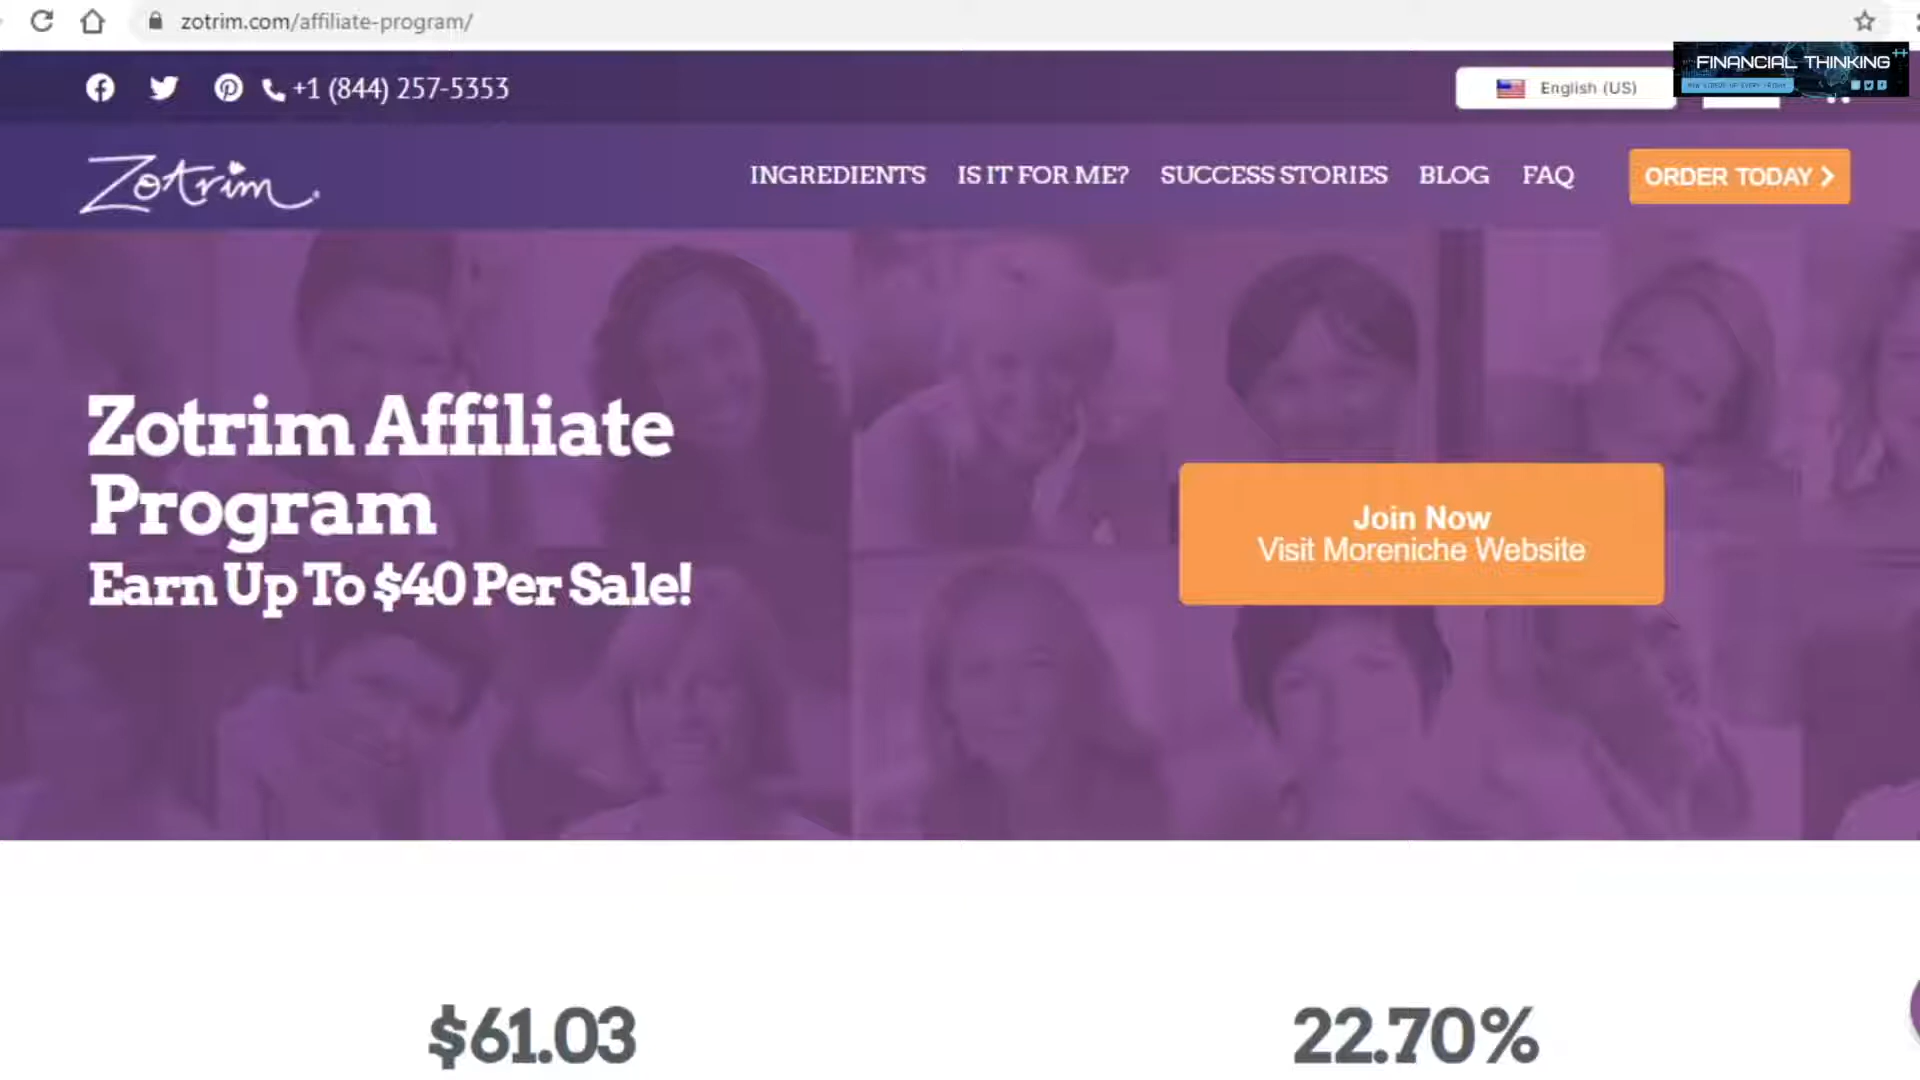 zotrim.com/affiliate-program/
FINANCIAL THINKING
++
+1 (844) 257-5353
English (US)
Zotrim
INGREDIENTS
IS IT FOR ME?
SUCCESS STORIES
BLOG
FAQ
ORDER TODAY
Zotrim Affiliate
Program
Earn Up To $40 Per Sale!
Join Now
Visit Moreniche Website
$61.03
22.70%